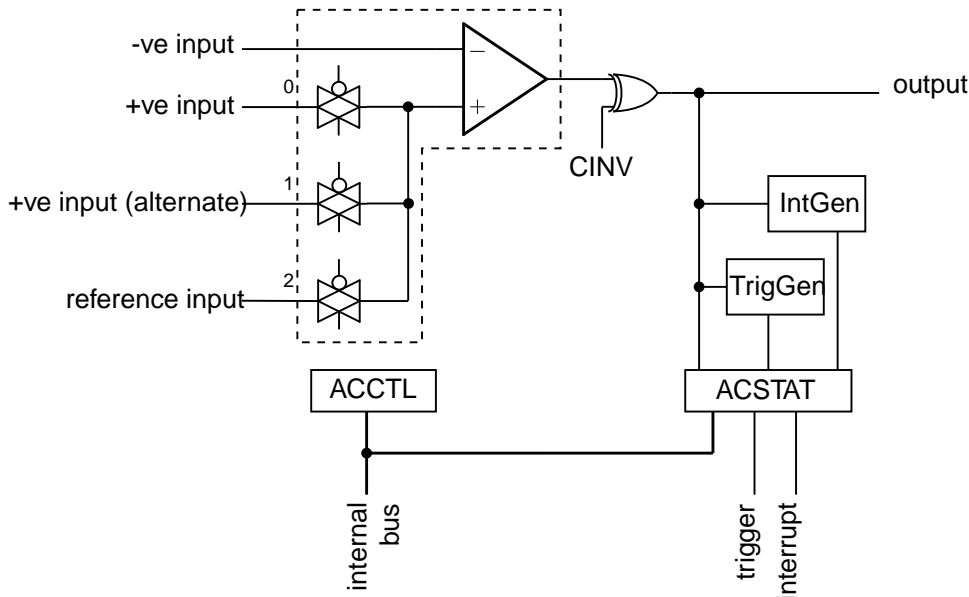 -ve input
−
output
0
+ve input
+
CINV
1
+ve input (alternate)
IntGen
TrigGen
2
reference input
ACCTL
ACSTAT
internal
bus
trigger
interrupt